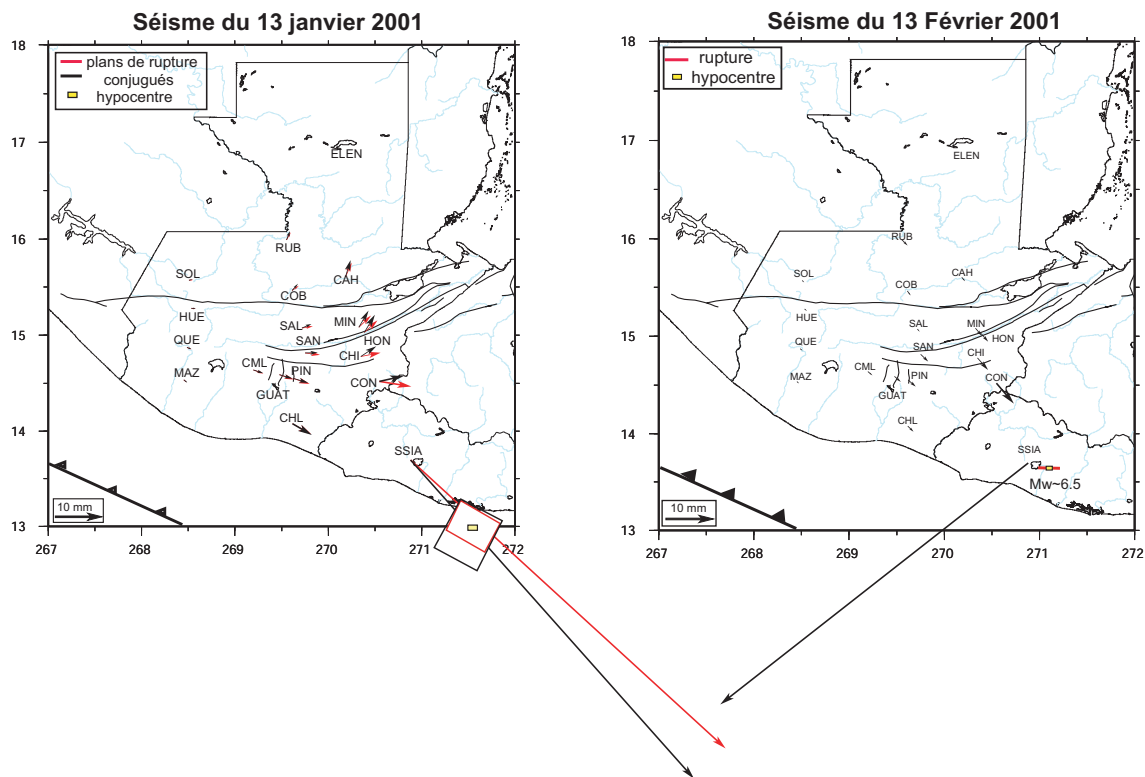 Séisme du 13 janvier 2001
plans de rupture
conjugués
hypocentre
18
17
16
15
14
13
267
268
269
270
271
272
ELEN
RUB
SOL
CAH
COB
HUE
SAL
MIN
SAN
HON
QUE
CHI
CML
PIN
MAZ
CON
GUAT
CHL
SSIA
10 mm
Séisme du 13 Février 2001
rupture
hypocentre
18
17
16
15
14
13
267
268
269
270
271
272
ELEN
RUB
SOL
CAH
COB
HUE
SAL
MIN
HON
QUE
SAN
CHI
CML
PIN
MAZ
CON
GUAT
CHL
SSIA
Mw~6.5
10 mm